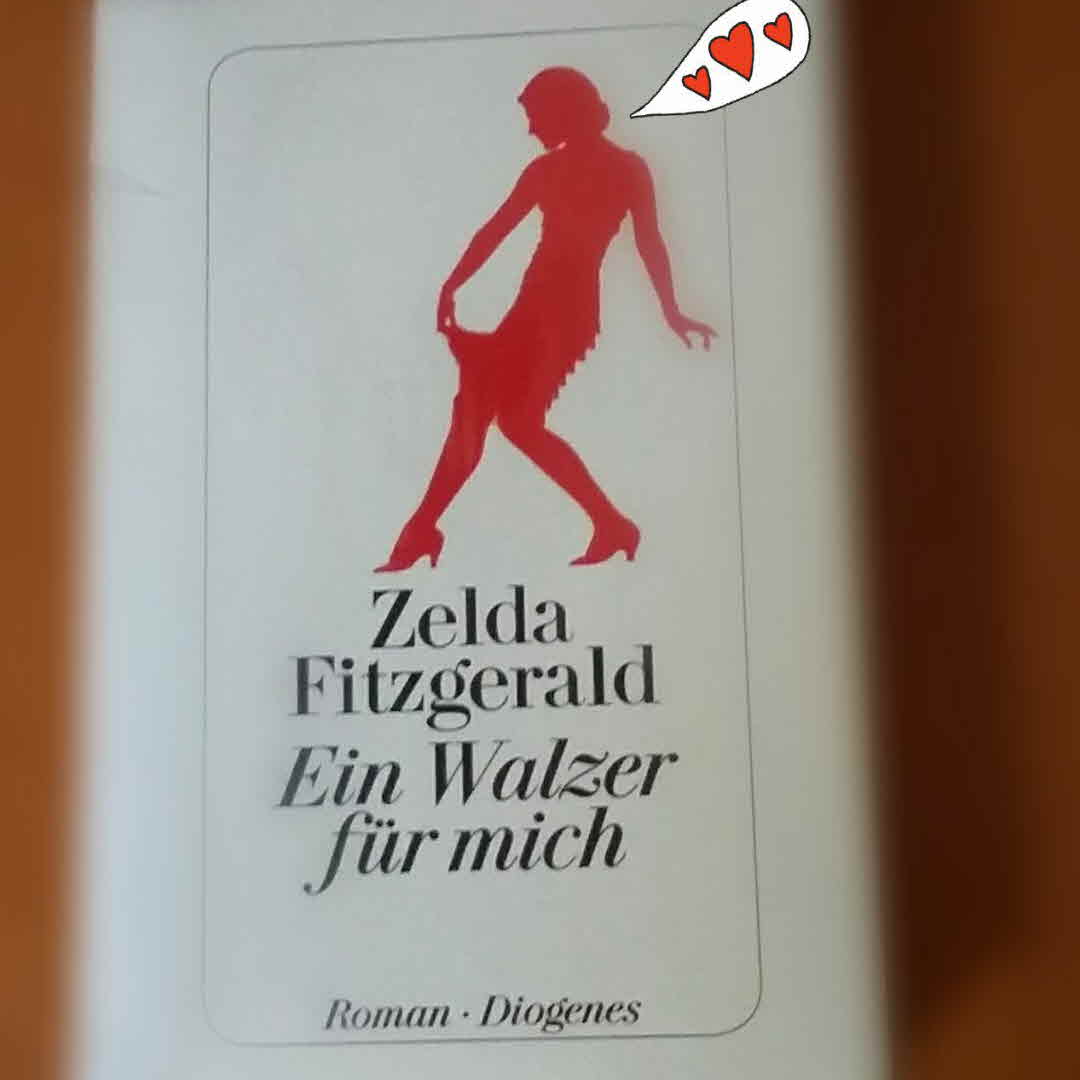 Zelda
Fitzgerald
Ein Walzer
für mich
Roman · Diogenes